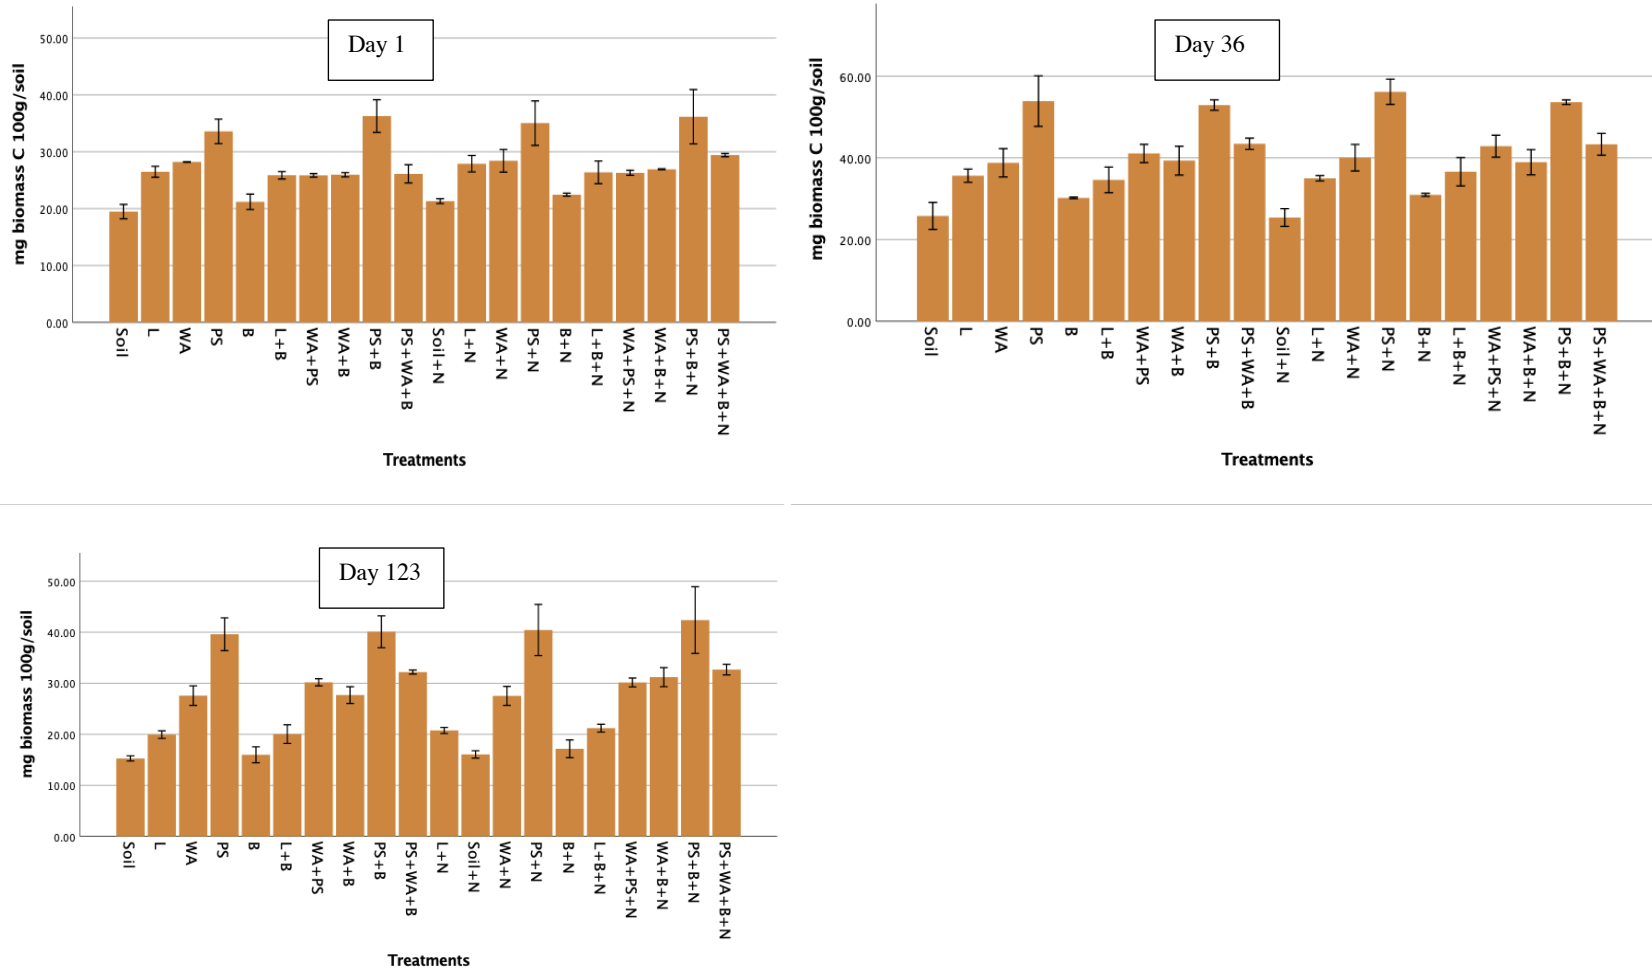 Day 1
mg biomass C 100g/soil
50.00
40.00
30.00
20.00
10.00
0.00
Soil
L
WA
PS
B
L+B
WA+PS
WA+B
PS+B
PS+WA+B
Soil+N
L+N
WA+N
PS+N
B+N
L+B+N
WA+PS+N
WA+B+N
PS+B+N
PS+WA+B+N
Treatments
Day 36
mg biomass C 100g/soil
60.00
40.00
20.00
0.00
Soil
L
WA
PS
B
L+B
WA+PS
WA+B
PS+B
PS+WA+B
Soil+N
L+N
WA+N
PS+N
B+N
L+B+N
WA+PS+N
WA+B+N
PS+B+N
PS+WA+B+N
Treatments
Day 123
mg biomass 100g/soil
50.00
40.00
30.00
20.00
10.00
0.00
Soil
L
WA
PS
B
L+B
WA+PS
WA+B
PS+B
PS+WA+B
L+N
Soil+N
WA+N
PS+N
B+N
L+B+N
WA+PS+N
WA+B+N
PS+B+N
PS+WA+B+N
Treatments